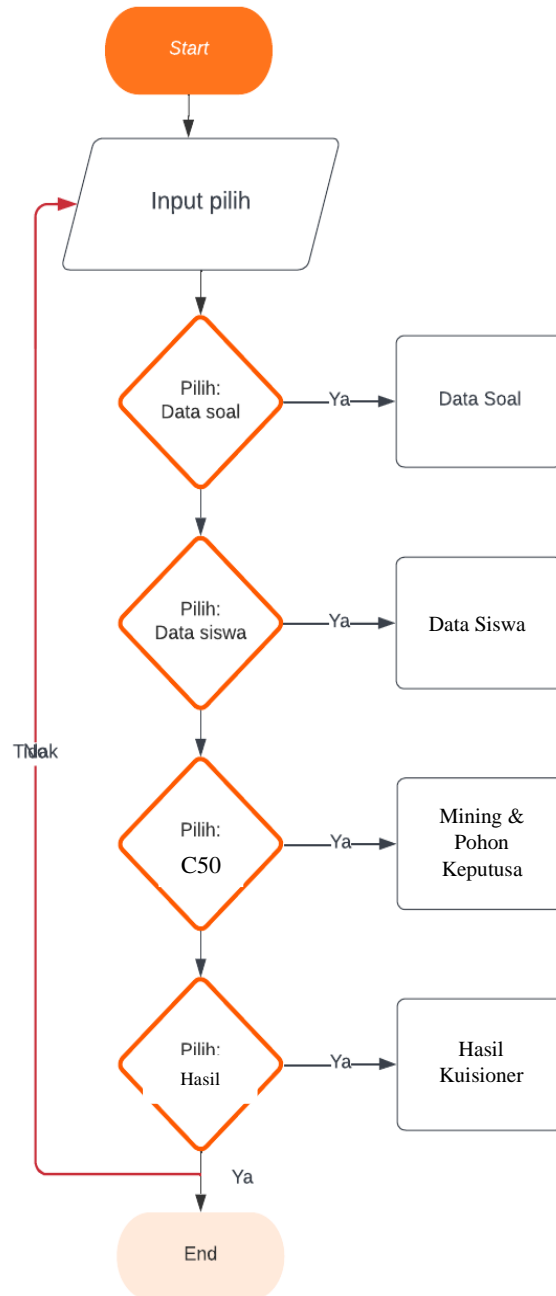 Start
Input pilih
Pilih:
Data soal
Ya
Data Soal
Pilih:
Data siswa
Ya
Data Siswa
Pilih:
C50
Ya
Mining &
Pohon
Keputusa
Pilih:
Hasil
Ya
Hasil
Kuisioner
Ya
End